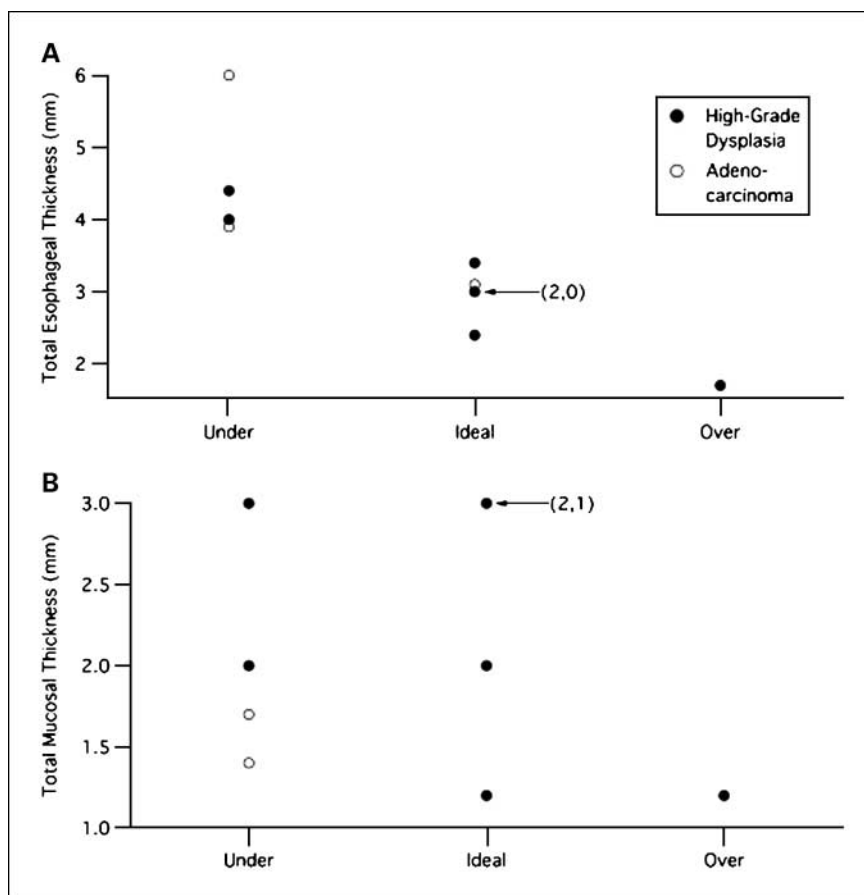 A
Total Esophageal Thickness (mm)
6
5
4
3
2
High-Grade
Dysplasia
Adeno-
carcinoma
(2,0)
Under
Ideal
Over
B
Total Mucosal Thickness (mm)
3.0
2.5
2.0
1.5
1.0
(2,1)
Under
Ideal
Over